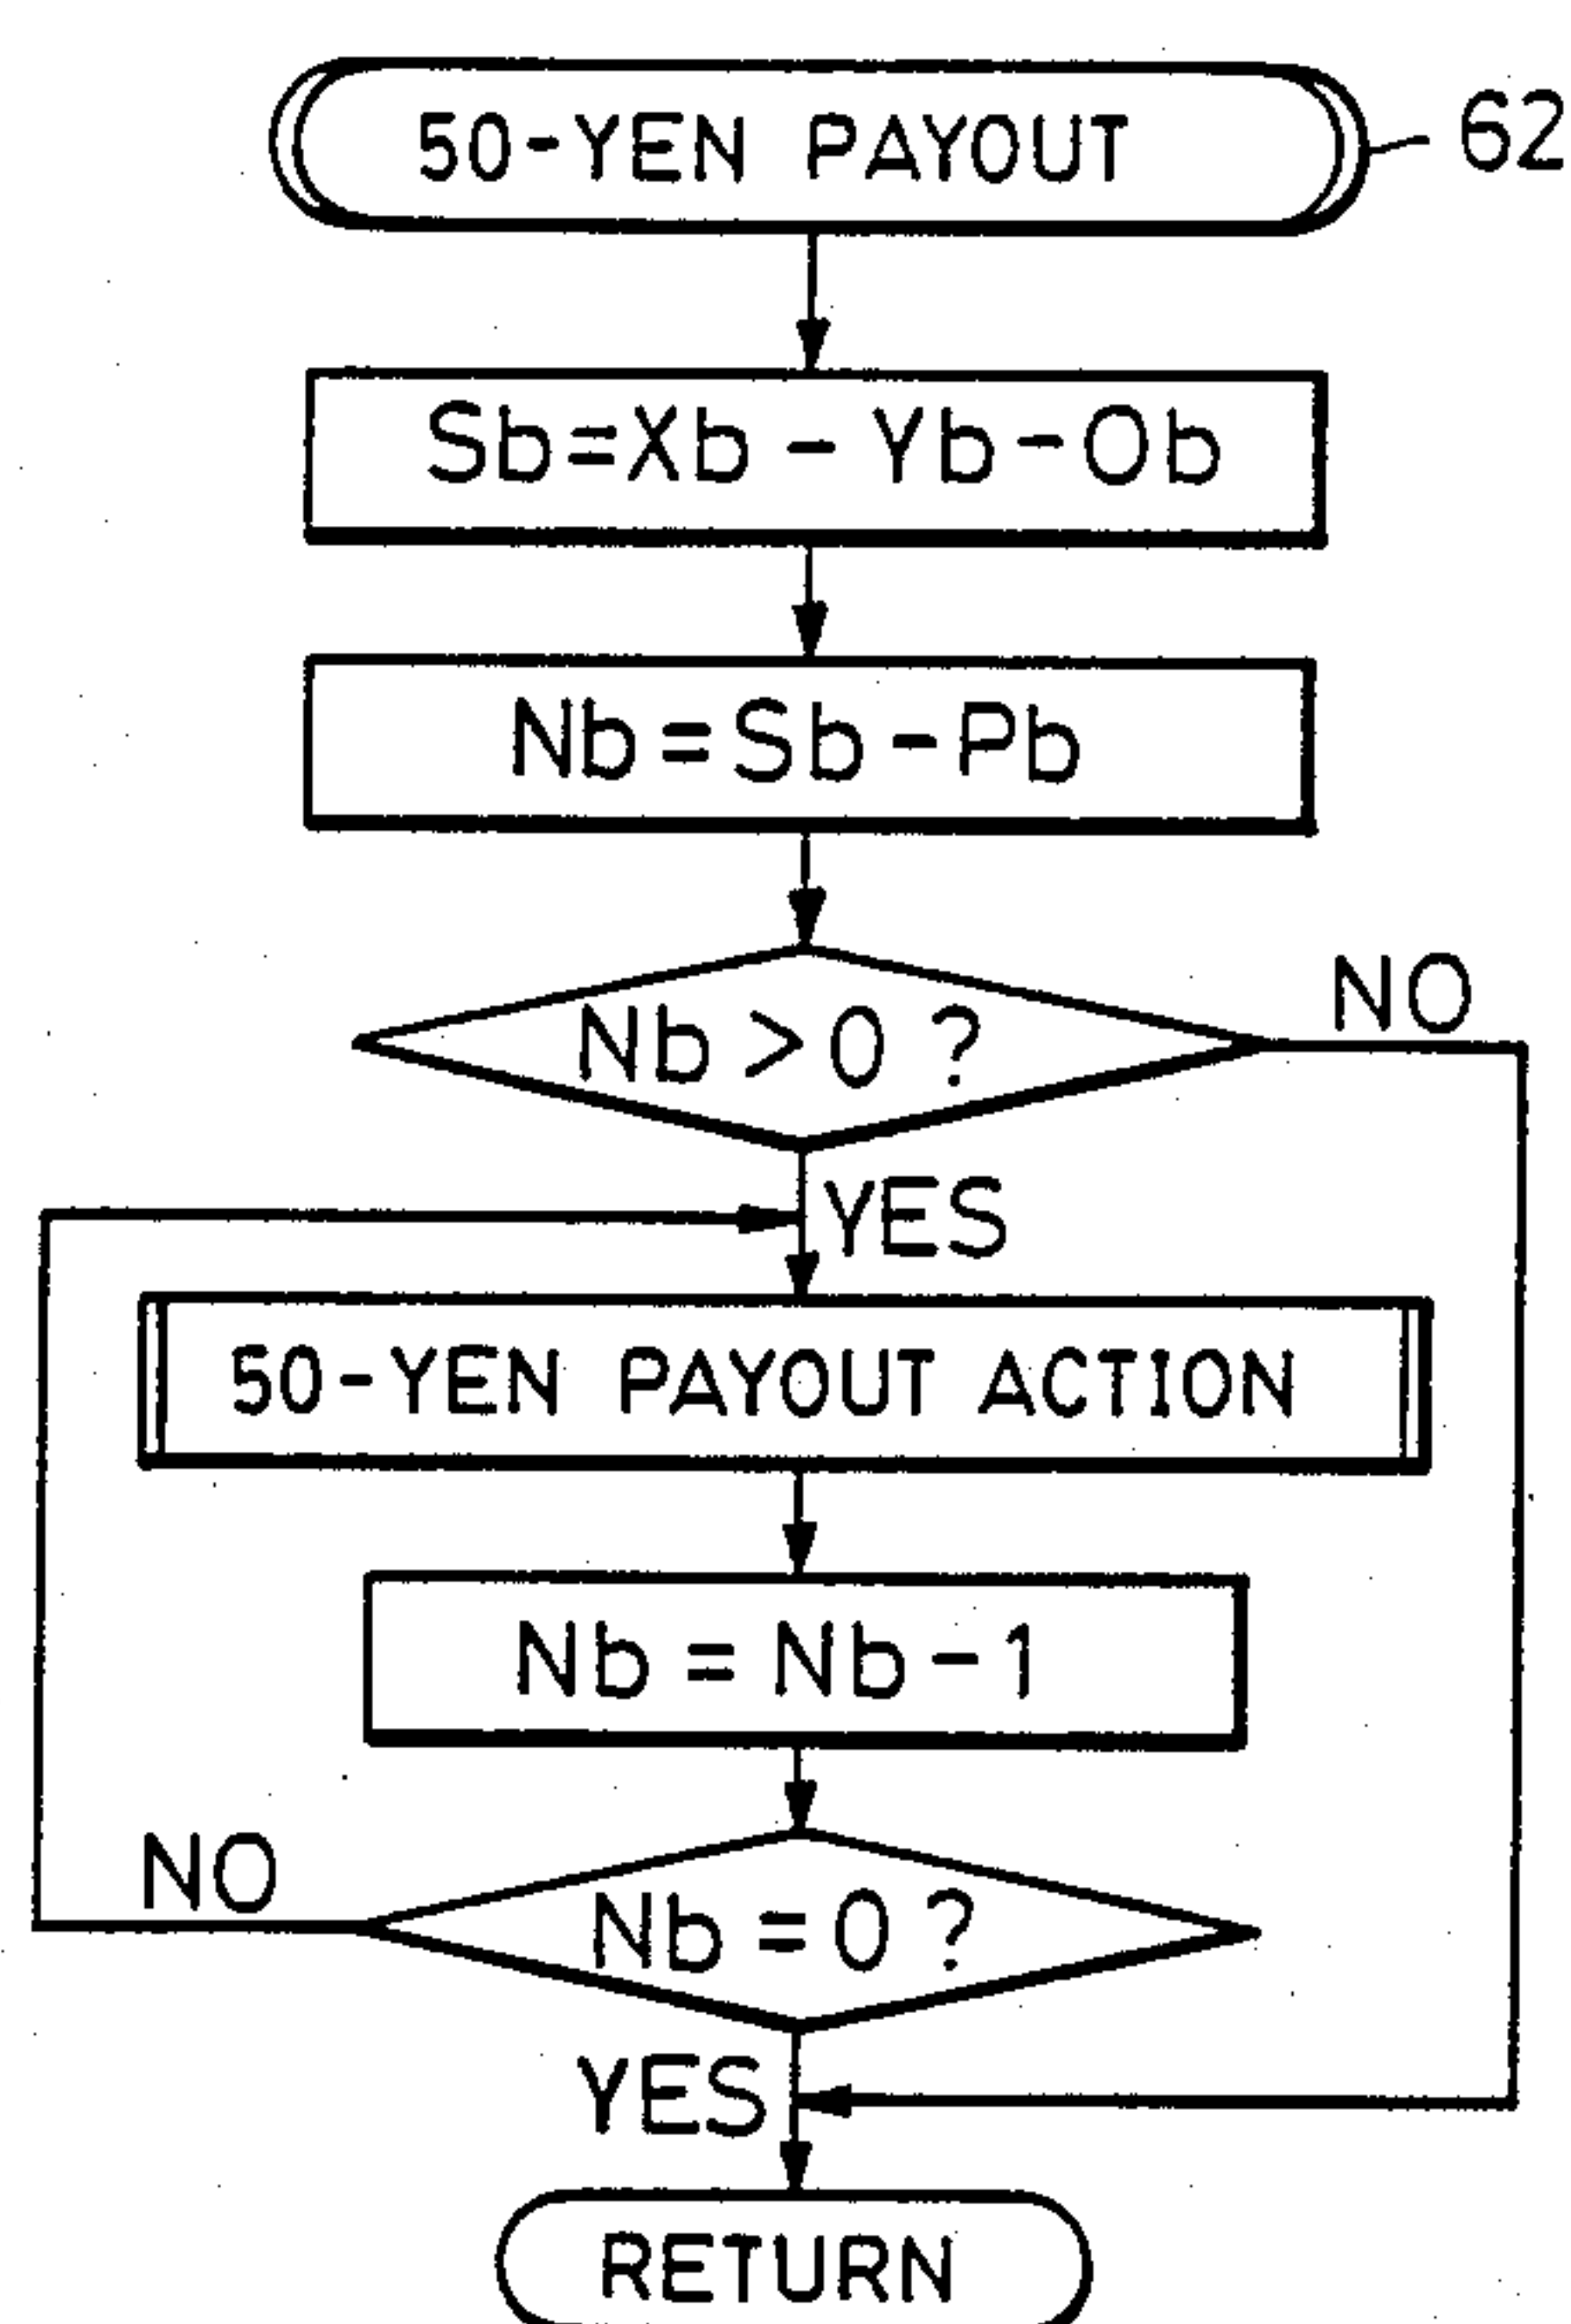 50-YEN PAYOUT
62
Sb=Xb-Yb-Ob
Nb=Sb-Pb
Nb>0?
NO
YES
50-YEN PAYOUT ACTION
Nb=Nb-1
NO
Nb=0?
YES
RETURN